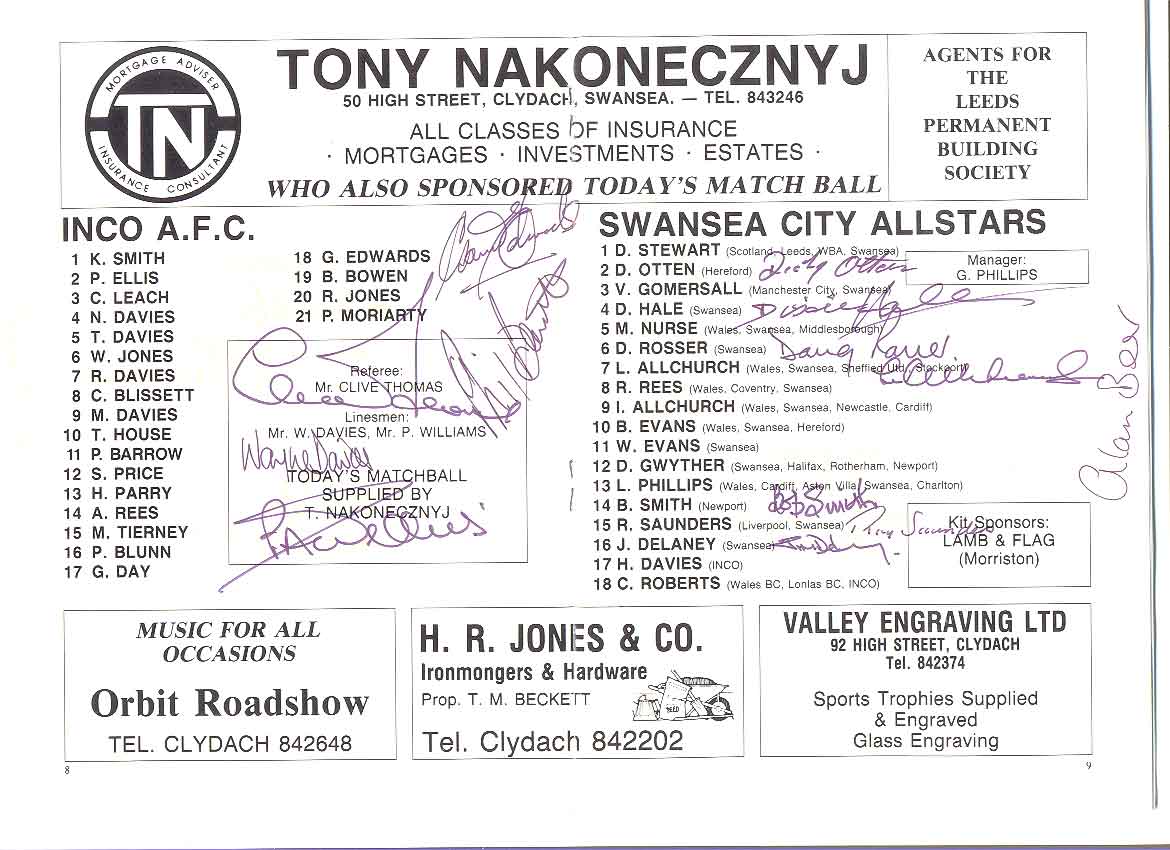 MORTGAGE ADVISER
TN
INSURANCE CONSULTANT
TONY NAKONECZNYJ
50 HIGH STREET, CLYDACH, SWANSEA. — TEL. 843246
ALL CLASSES OF INSURANCE
· MORTGAGES · INVESTMENTS · ESTATES ·
WHO ALSO SPONSORED TODAY'S MATCH BALL
AGENTS FOR
THE
LEEDS
PERMANENT
BUILDING
SOCIETY
INCO A.F.C.
1 K. SMITH
2 P. ELLIS
3 C. LEACH
4 N. DAVIES
5 T. DAVIES
6 W. JONES
7 R. DAVIES
8 C. BLISSETT
9 M. DAVIES
10 T. HOUSE
11 P. BARROW
12 S. PRICE
13 H. PARRY
14 A. REES
15 M. TIERNEY
16 P. BLUNN
17 G. DAY
18 G. EDWARDS
19 B. BOWEN
20 R. JONES
21 P. MORIARTY
Referee:
Mr. CLIVE THOMAS
Linesmen:
Mr. W. DAVIES, Mr. P. WILLIAMS
Wayne Davies
TODAY'S MATCHBALL
SUPPLIED BY
T. NAKONECZNYJ
SWANSEA CITY ALLSTARS
1 D. STEWART (Scotland, Leeds, WBA, Swansea)
2 D. OTTEN (Hereford) Dicky Otten
3 V. GOMERSALL (Manchester City, Swansea)
4 D. HALE (Swansea)
5 M. NURSE (Wales, Swansea, Middlesborough)
6 D. ROSSER (Swansea) Doug Rosser
7 L. ALLCHURCH (Wales, Swansea, Sheffield Utd., Stockport)
8 R. REES (Wales, Coventry, Swansea)
9 I. ALLCHURCH (Wales, Swansea, Newcastle, Cardiff)
10 B. EVANS (Wales, Swansea, Hereford)
11 W. EVANS (Swansea)
12 D. GWYTHER (Swansea, Halifax, Rotherham, Newport)
13 L. PHILLIPS (Wales, Cardiff, Aston Villa, Swansea, Charlton)
14 B. SMITH (Newport) Bob Smith
15 R. SAUNDERS (Liverpool, Swansea) Roy Saunders
16 J. DELANEY (Swansea)
17 H. DAVIES (INCO)
18 C. ROBERTS (Wales BC, Lonlas BC, INCO)
Manager:
G. PHILLIPS
Alan
Kit Sponsors:
LAMB & FLAG
(Morriston)
MUSIC FOR ALL
OCCASIONS
Orbit Roadshow
TEL. CLYDACH 842648
H. R. JONES & CO.
Ironmongers & Hardware
Prop. T. M. BECKETT
Tel. Clydach 842202
VALLEY ENGRAVING LTD
92 HIGH STREET, CLYDACH
Tel. 842374
Sports Trophies Supplied
& Engraved
Glass Engraving
8
9